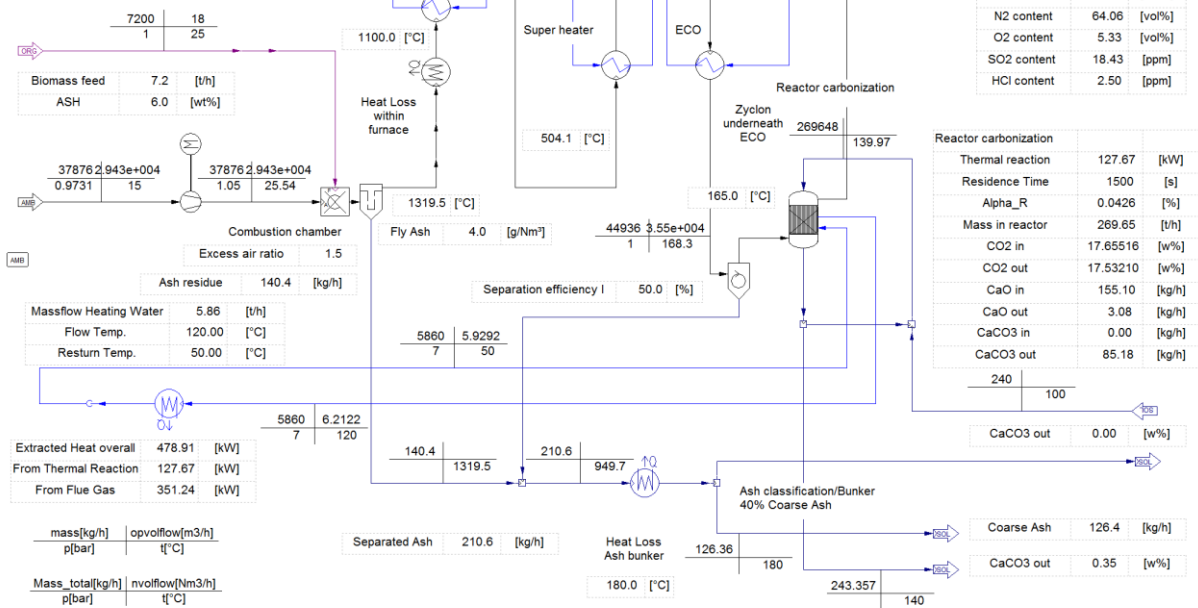 N2 content 64.06 [vol%]
O2 content 5.33 [vol%]
SO2 content 18.43 [ppm]
HCl content 2.50 [ppm]
7200 18
1 25
ORG
Biomass feed 7.2 [t/h]
ASH 6.0 [wt%]
1100.0 [°C]
Q
Heat Loss
within
furnace
Super heater
ECO
504.1 [°C]
Zyclon
underneath
ECO
Reactor carbonization
269648
139.97
37876 2.943e+004
0.9731 15
37876 2.943e+004
1.05 25.54
AMB
AMB
1319.5 [°C]
Fly Ash 4.0 [g/Nm³]
165.0 [°C]
44936 3.55e+004
1 168.3
Combustion chamber
Excess air ratio 1.5
Ash residue 140.4 [kg/h]
Separation efficiency I 50.0 [%]
Massflow Heating Water 5.86 [t/h]
Flow Temp. 120.00 [°C]
Resturn Temp. 50.00 [°C]
5860 5.9292
7 50
Reactor carbonization
Thermal reaction 127.67 [kW]
Residence Time 1500 [s]
Alpha_R 0.0426 [%]
Mass in reactor 269.65 [t/h]
CO2 in 17.65516 [w%]
CO2 out 17.53210 [w%]
CaO in 155.10 [kg/h]
CaO out 3.08 [kg/h]
CaCO3 in 0.00 [kg/h]
CaCO3 out 85.18 [kg/h]
240
100
CaCO3 out 0.00 [w%]
Q
5860 6.2122
7 120
Extracted Heat overall 478.91 [kW]
From Thermal Reaction 127.67 [kW]
From Flue Gas 351.24 [kW]
140.4
1319.5
210.6
949.7
Q
ISOL
Ash classification/Bunker
40% Coarse Ash
mass[kg/h] opvolflow[m3/h]
p[bar] t[°C]
Mass_total[kg/h] nvolflow[Nm3/h]
p[bar] t[°C]
Separated Ash 210.6 [kg/h]
Heat Loss
Ash bunker
180.0 [°C]
126.36
180
ISOL
Coarse Ash 126.4 [kg/h]
ISOL
CaCO3 out 0.35 [w%]
243.357
140